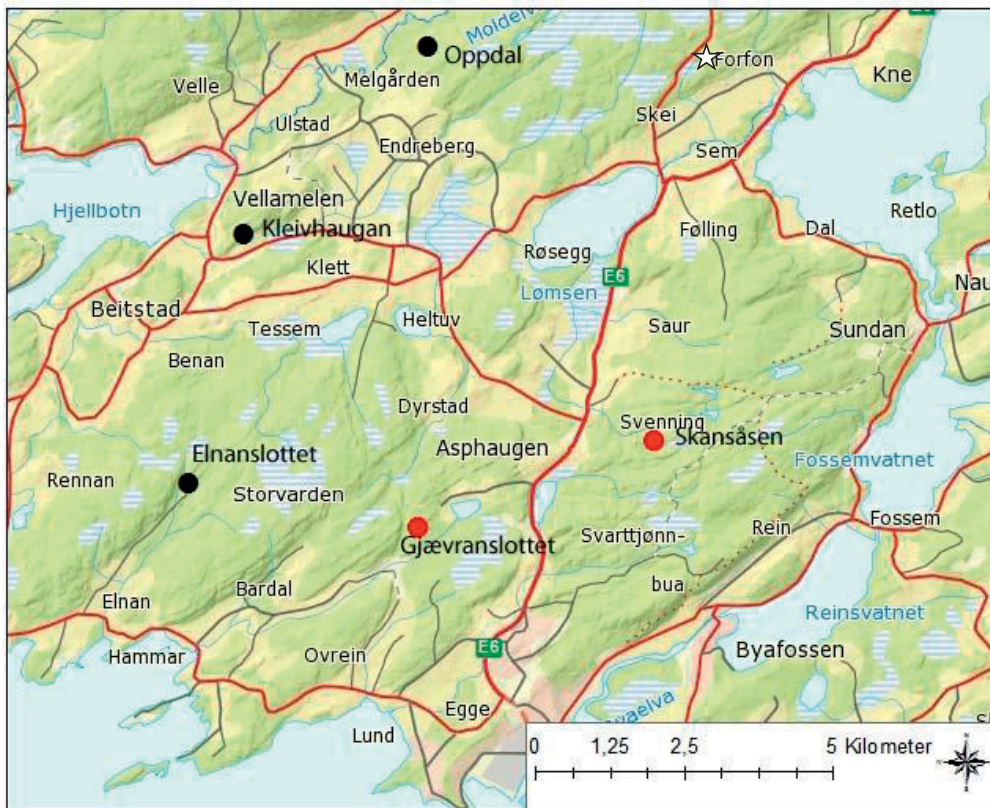 Moldelva
Oppdal
Forfon
Kne
Velle
Melgården
Skei
Ulstad
Endreberg
Sem
Hjellbotn
Vellamelen
Kleivhaugan
Retlo
Følling
Dal
Røsegg
Klett
E6
Nau
Lømsen
Beitstad
Tessem
Heltuv
Saur
Sundan
Benan
Dyrstad
Svenning
Skansåsen
Asphaugen
Elnanslottet
Fossemvatnet
Rennan
Storvarden
Fossem
Rein
Gjævranslottet
Svarttjønn-
bua
Bardal
Elnan
Reinsvatnet
Hammar
Ovrein
E6
Byafossen
Egge
Lund
0 1,25 2,5 5 Kilometer
N